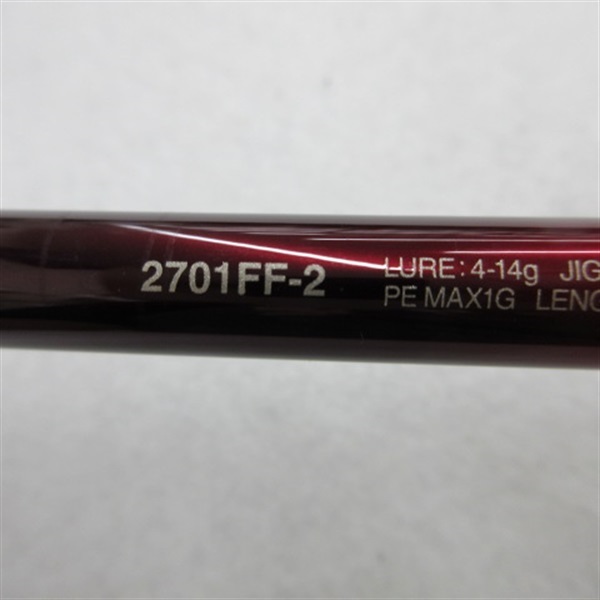 2701FF-2
LURE: 4-14g JIG
PE MAX1G LENG